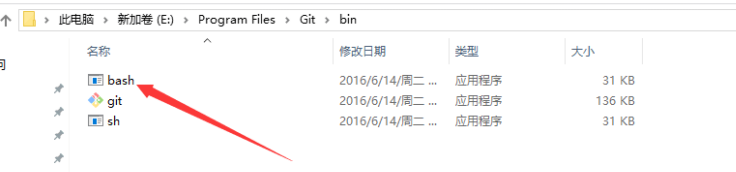 此电脑 > 新加卷 (E:) > Program Files > Git > bin
名称 修改日期 类型 大小
bash 2016/6/14/周二 ... 应用程序 31 KB
git 2016/6/14/周二 ... 应用程序 136 KB
sh 2016/6/14/周二 ... 应用程序 31 KB